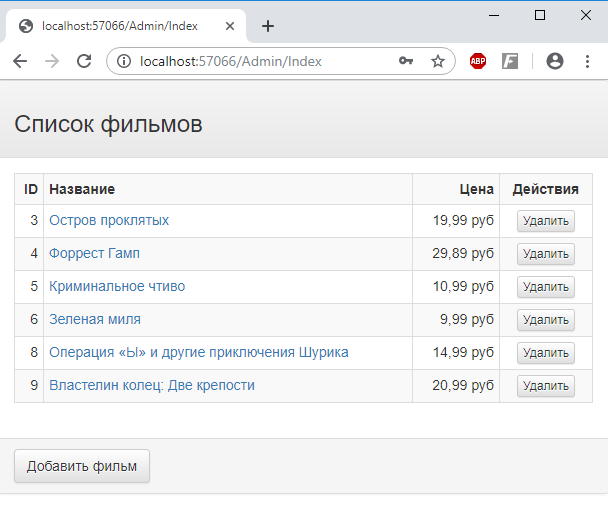 localhost:57066/Admin/Index
localhost:57066/Admin/Index
ABP
Список фильмов
ID Название Цена Действия
3 Остров проклятых 19,99 руб Удалить
4 Форрест Гамп 29,89 руб Удалить
5 Криминальное чтиво 10,99 руб Удалить
6 Зеленая миля 9,99 руб Удалить
8 Операция «Ы» и другие приключения Шурика 14,99 руб Удалить
9 Властелин колец: Две крепости 20,99 руб Удалить
Добавить фильм